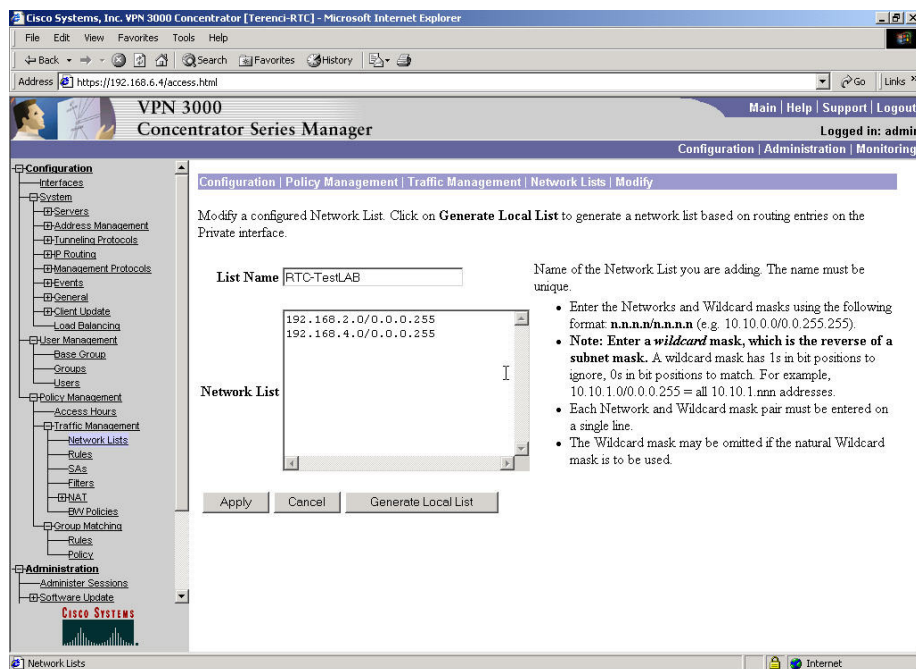 Cisco Systems, Inc. VPN 3000 Concentrator [Terenci-RTC] - Microsoft Internet Explorer
File Edit View Favorites Tools Help
Back Search Favorites History
Address https://192.168.6.4/access.html Go Links »
VPN 3000
Concentrator Series Manager
Main | Help | Support | Logout
Logged in: admin
Configuration | Administration | Monitoring
Configuration
Interfaces
System
Servers
Address Management
Tunneling Protocols
IP Routing
Management Protocols
Events
General
Client Update
Load Balancing
User Management
Base Group
Groups
Users
Policy Management
Access Hours
Traffic Management
Network Lists
Rules
SAs
Filters
NAT
BW Policies
Group Matching
Rules
Policy
Administration
Administer Sessions
Software Update
CISCO SYSTEMS
Configuration | Policy Management | Traffic Management | Network Lists | Modify
Modify a configured Network List. Click on Generate Local List to generate a network list based on routing entries on the
Private interface.
List Name RTC-TestLAB
Network List
192.168.2.0/0.0.0.255
192.168.4.0/0.0.0.255
Name of the Network List you are adding. The name must be
unique.
• Enter the Networks and Wildcard masks using the following
format: n.n.n.n/n.n.n.n (e.g. 10.10.0.0/0.0.255.255).
• Note: Enter a wildcard mask, which is the reverse of a
subnet mask. A wildcard mask has 1s in bit positions to
ignore, 0s in bit positions to match. For example,
10.10.1.0/0.0.0.255 = all 10.10.1.nnn addresses.
• Each Network and Wildcard mask pair must be entered on
a single line.
• The Wildcard mask may be omitted if the natural Wildcard
mask is to be used.
Apply Cancel Generate Local List
Network Lists Internet